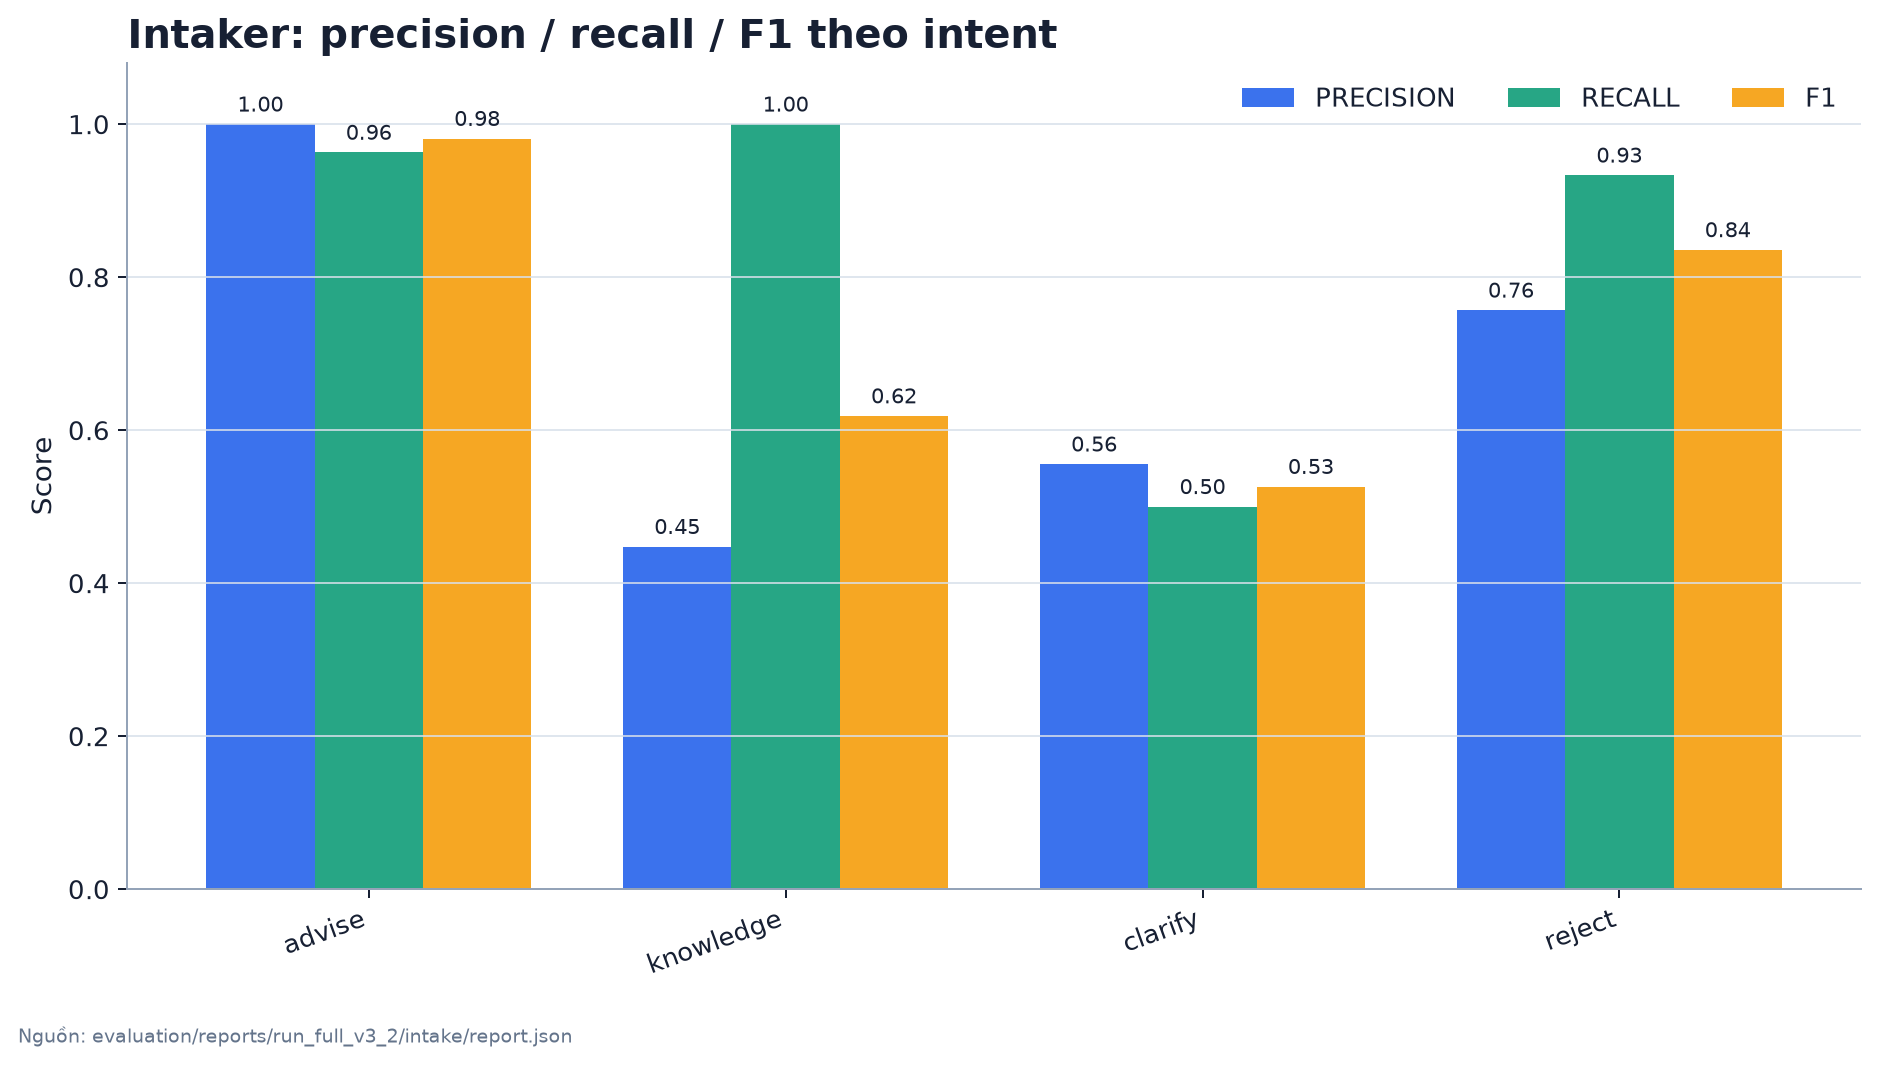 Intaker: precision / recall / F1 theo intent
PRECISION RECALL F1
Score
1.0
0.8
0.6
0.4
0.2
0.0
1.00
0.96
0.98
0.45
1.00
0.62
0.56
0.50
0.53
0.76
0.93
0.84
advise
knowledge
clarify
reject
Nguồn: evaluation/reports/run_full_v3_2/intake/report.json